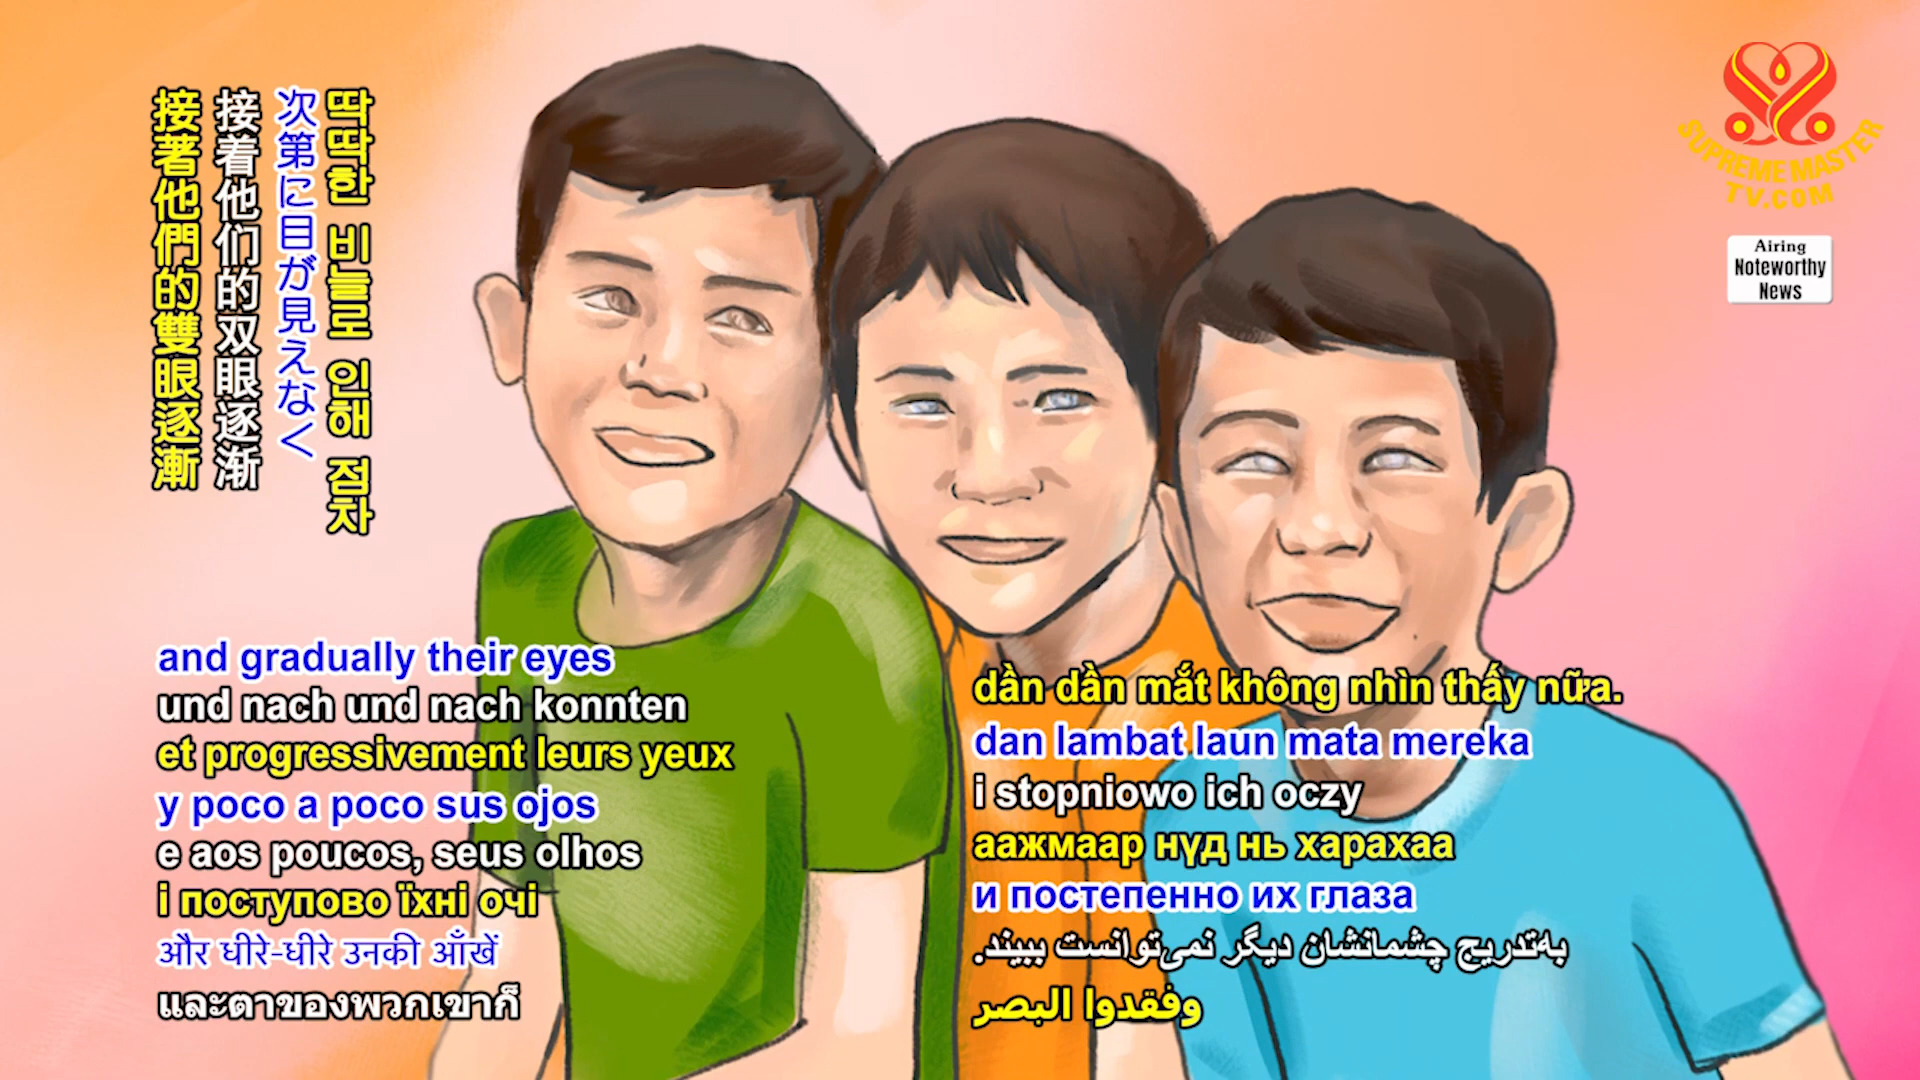 接著他們的雙眼逐漸
接着他们的双眼逐渐
次第に目が見えなく
딱딱한 비늘로 인해 점차
SUPREME MASTER
TV.COM
Airing
Noteworthy
News
and gradually their eyes
und nach und nach konnten
et progressivement leurs yeux
y poco a poco sus ojos
e aos poucos, seus olhos
і поступово їхні очі
और धीरे-धीरे उनकी आँखें
และตาของพวกเขาก็
dần dần mắt không nhìn thấy nữa.
dan lambat laun mata mereka
i stopniowo ich oczy
аажмаар нүд нь харахаа
и постепенно их глаза
به‌تدریج چشمانشان دیگر نمی‌توانست ببیند.
وفقدوا البصر